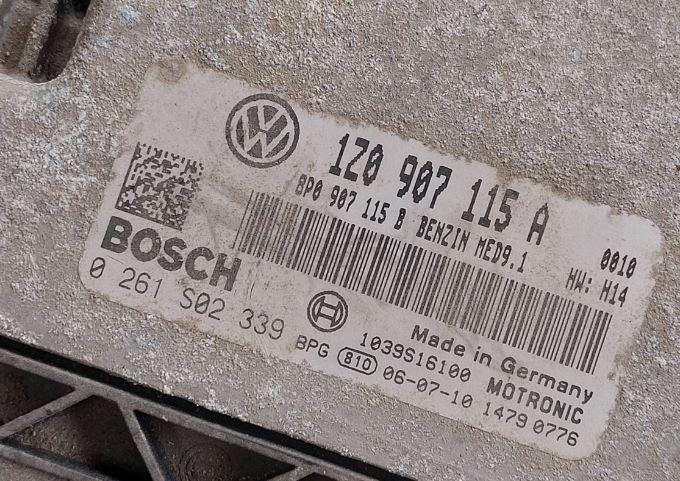 1Z0 907 115 A
8P0 907 115 B BENZIN MED9.1
0010
HW: H14
BOSCH
0 261 S02 339
Made in Germany
1039S16100 MOTRONIC
BPG 810 06-07-10 1479 0776